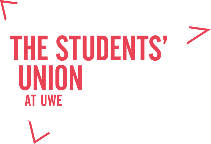 THE STUDENTS'
UNION
AT UWE